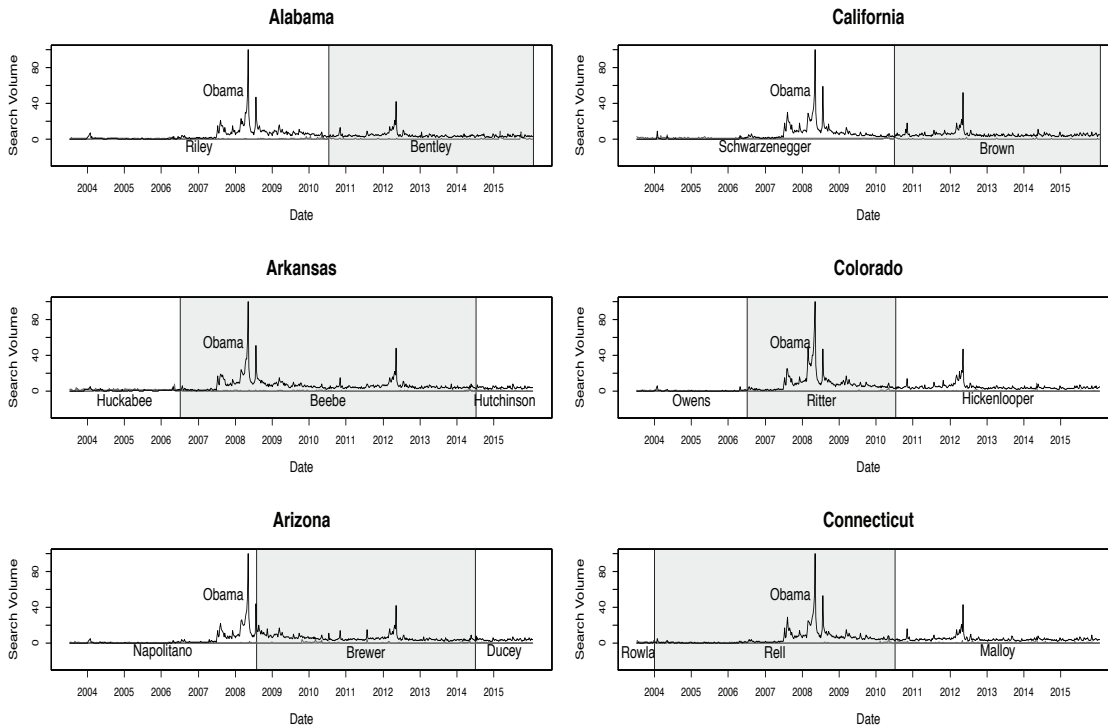 Alabama
Search Volume
80
40
0
Obama
Riley
Bentley
2004 2005 2006 2007 2008 2009 2010 2011 2012 2013 2014 2015
Date
California
Search Volume
80
40
0
Obama
Schwarzenegger
Brown
2004 2005 2006 2007 2008 2009 2010 2011 2012 2013 2014 2015
Date
Arkansas
Search Volume
80
40
0
Obama
Huckabee
Beebe
Hutchinson
2004 2005 2006 2007 2008 2009 2010 2011 2012 2013 2014 2015
Date
Colorado
Search Volume
80
40
0
Obama
Owens
Ritter
Hickenlooper
2004 2005 2006 2007 2008 2009 2010 2011 2012 2013 2014 2015
Date
Arizona
Search Volume
80
40
0
Obama
Napolitano
Brewer
Ducey
2004 2005 2006 2007 2008 2009 2010 2011 2012 2013 2014 2015
Date
Connecticut
Search Volume
80
40
0
Obama
Rowla
Rell
Malloy
2004 2005 2006 2007 2008 2009 2010 2011 2012 2013 2014 2015
Date